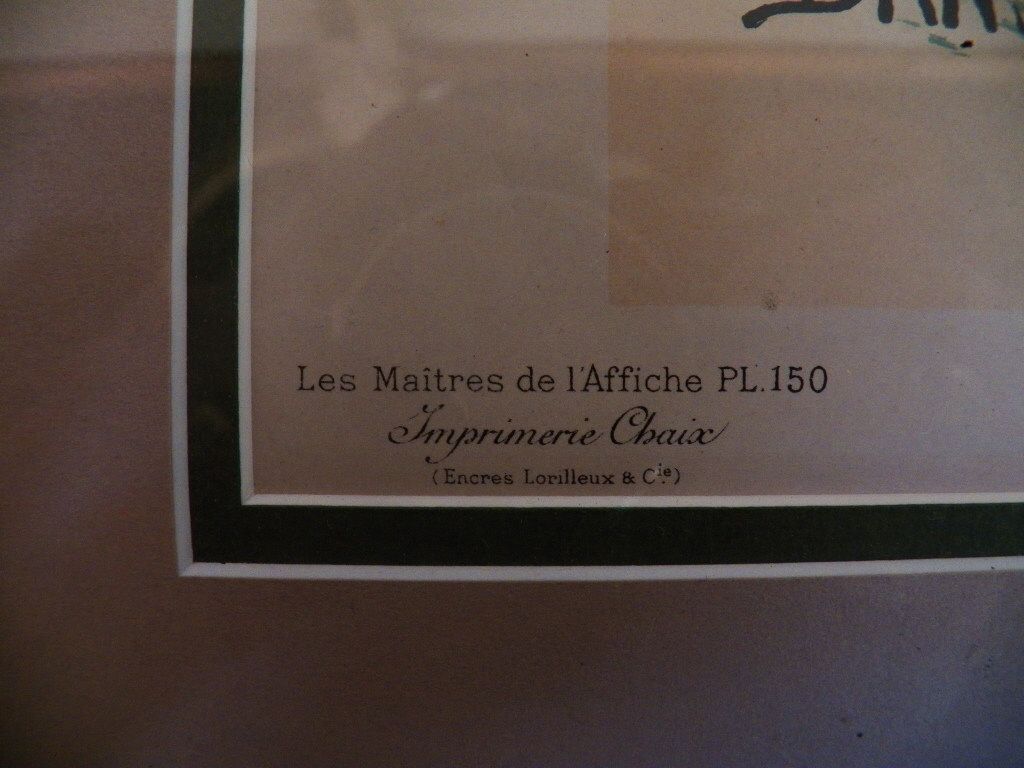 Les Maîtres de l'Affiche PL.150
Imprimerie Chaix
(Encres Lorilleux & Cie)